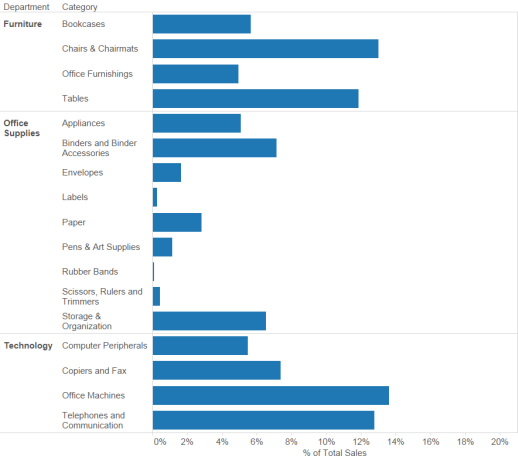 Department Category
Furniture Bookcases
Chairs & Chairmats
Office Furnishings
Tables
Office
Supplies
Appliances
Binders and Binder
Accessories
Envelopes
Labels
Paper
Pens & Art Supplies
Rubber Bands
Scissors, Rulers and
Trimmers
Storage &
Organization
Technology Computer Peripherals
Copiers and Fax
Office Machines
Telephones and
Communication
0% 2% 4% 6% 8% 10% 12% 14% 16% 18% 20%
% of Total Sales